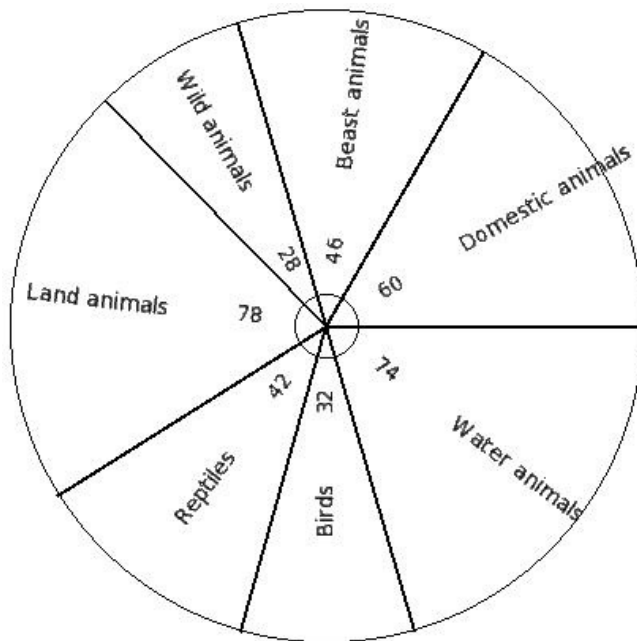 Beast animals
46
Wild animals
28
Domestic animals
60
Land animals
78
74
Water animals
42
Reptiles
32
Birds